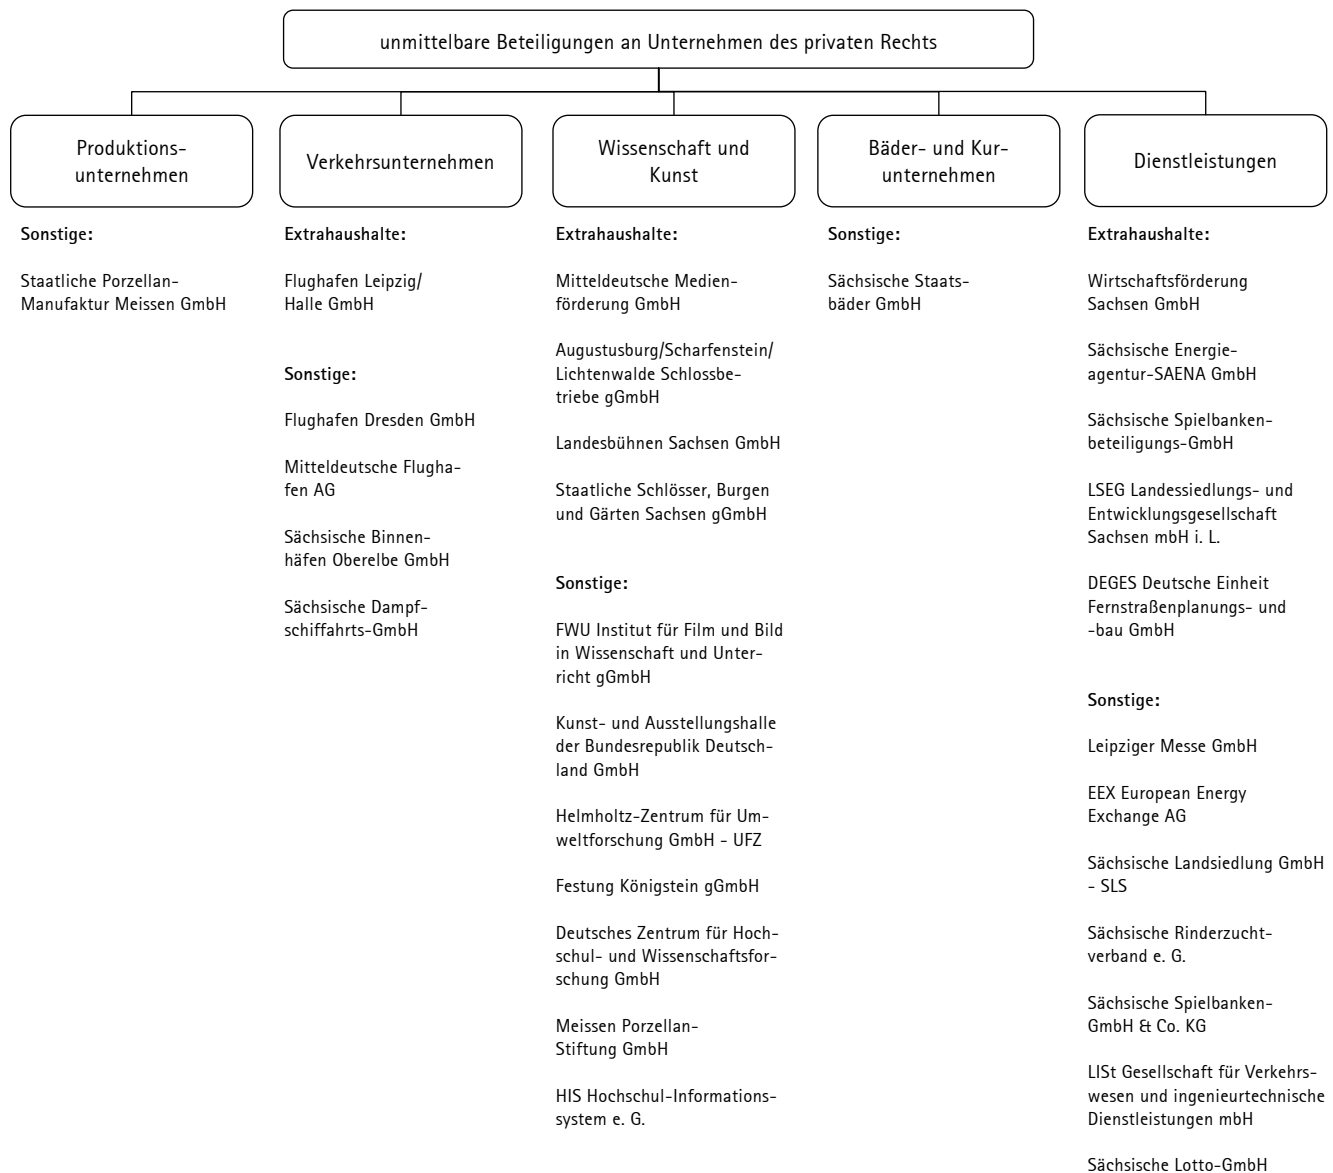 unmittelbare Beteiligungen an Unternehmen des privaten Rechts
Produktions-
unternehmen
Sonstige:
Staatliche Porzellan-
Manufaktur Meissen GmbH
Verkehrsunternehmen
Extrahaushalte:
Flughafen Leipzig/
Halle GmbH
Sonstige:
Flughafen Dresden GmbH
Mitteldeutsche Flugha-
fen AG
Sächsische Binnen-
häfen Oberelbe GmbH
Sächsische Dampf-
schiffahrts-GmbH
Wissenschaft und
Kunst
Extrahaushalte:
Mitteldeutsche Medien-
förderung GmbH
Augustusburg/Scharfenstein/
Lichtenwalde Schlossbe-
triebe gGmbH
Landesbühnen Sachsen GmbH
Staatliche Schlösser, Burgen
und Gärten Sachsen gGmbH
Sonstige:
FWU Institut für Film und Bild
in Wissenschaft und Unter-
richt gGmbH
Kunst- und Ausstellungshalle
der Bundesrepublik Deutsch-
land GmbH
Helmholtz-Zentrum für Um-
weltforschung GmbH - UFZ
Festung Königstein gGmbH
Deutsches Zentrum für Hoch-
schul- und Wissenschaftsfor-
schung GmbH
Meissen Porzellan-
Stiftung GmbH
HIS Hochschul-Informations-
system e. G.
Bäder- und Kur-
unternehmen
Sonstige:
Sächsische Staats-
bäder GmbH
Dienstleistungen
Extrahaushalte:
Wirtschaftsförderung
Sachsen GmbH
Sächsische Energie-
agentur-SAENA GmbH
Sächsische Spielbanken-
beteiligungs-GmbH
LSEG Landessiedlungs- und
Entwicklungsgesellschaft
Sachsen mbH i. L.
DEGES Deutsche Einheit
Fernstraßenplanungs- und
-bau GmbH
Sonstige:
Leipziger Messe GmbH
EEX European Energy
Exchange AG
Sächsische Landsiedlung GmbH
- SLS
Sächsische Rinderzucht-
verband e. G.
Sächsische Spielbanken-
GmbH & Co. KG
LISt Gesellschaft für Verkehrs-
wesen und ingenieurtechnische
Dienstleistungen mbH
Sächsische Lotto-GmbH